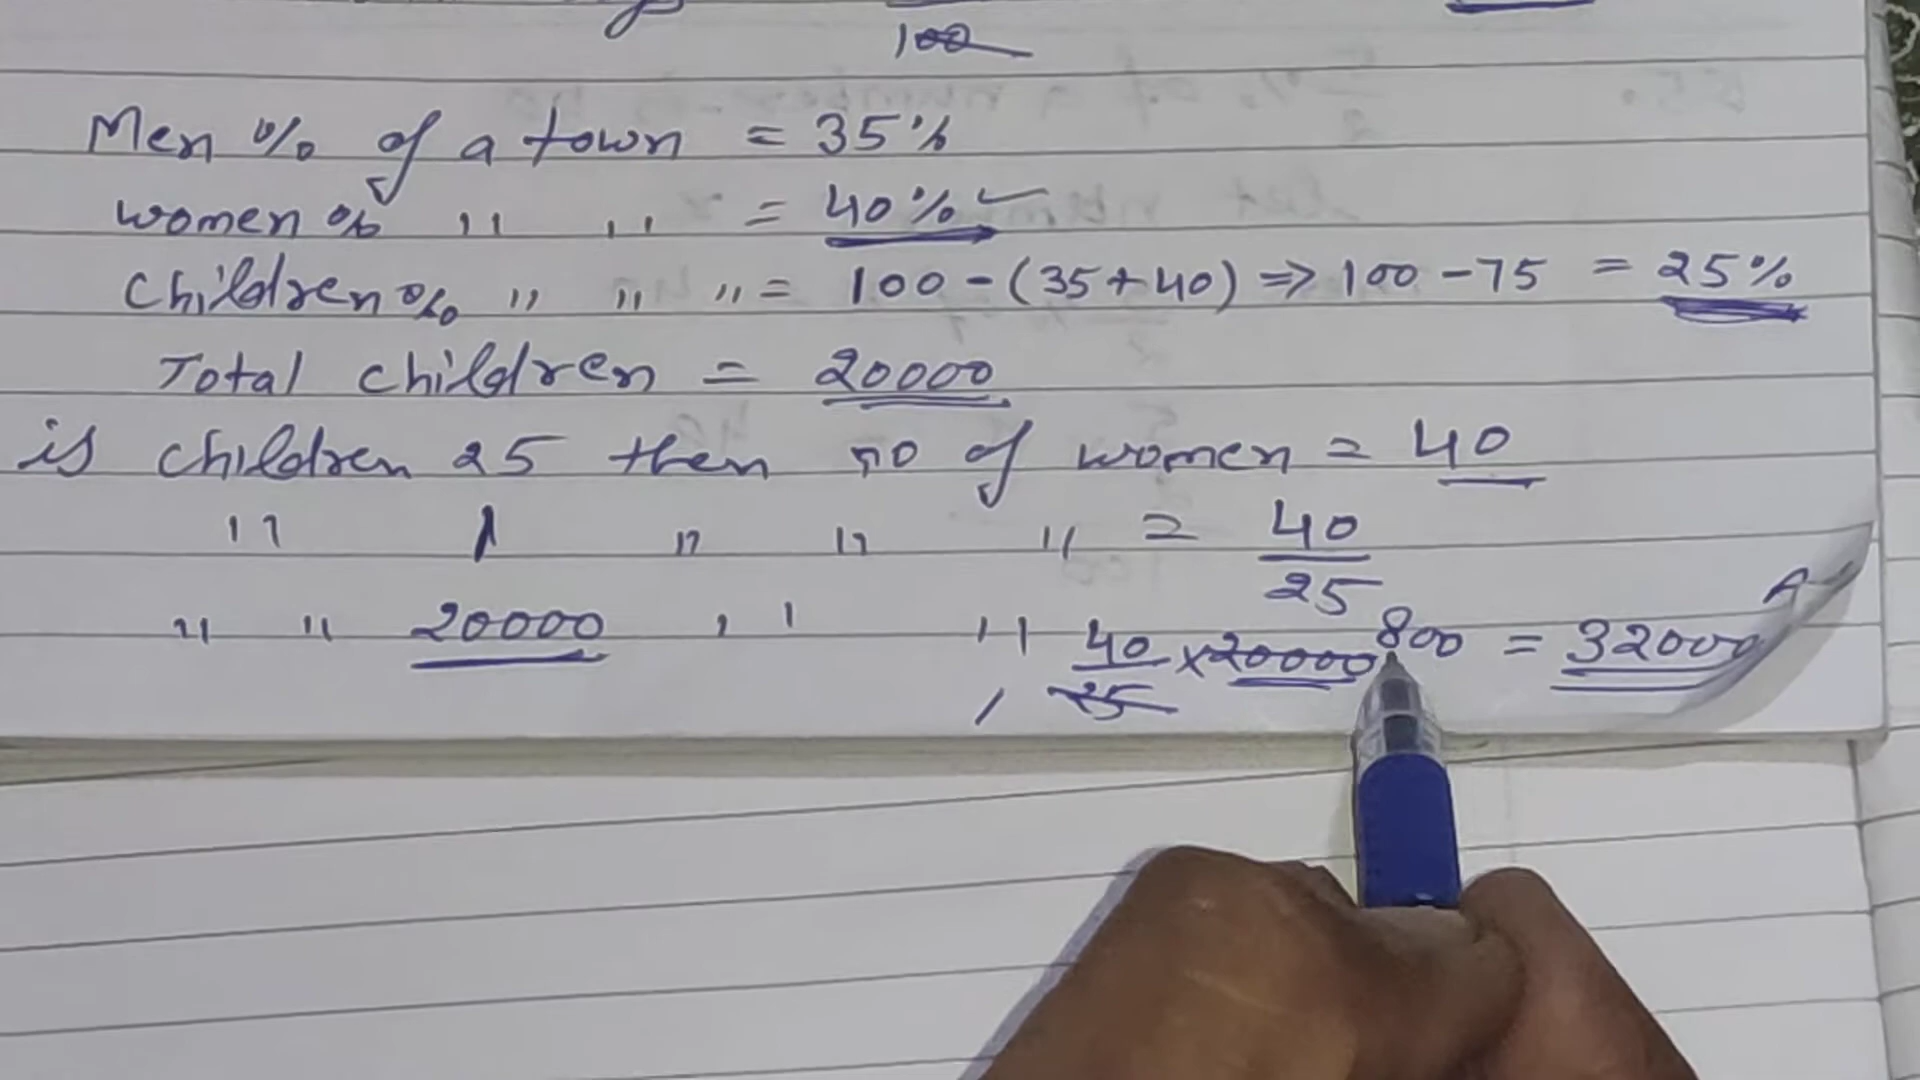 100
Men % of a town = 35%
women % " " = 40% ✓
Children % " " " = 100 - (35+40) ⇒ 100 - 75 = 25%
Total children = 20000
is children 25 then no of women = 40
" 1 " " " = 40/25
" " 20000 " " 40/25 × 20000 800 = 32000 A